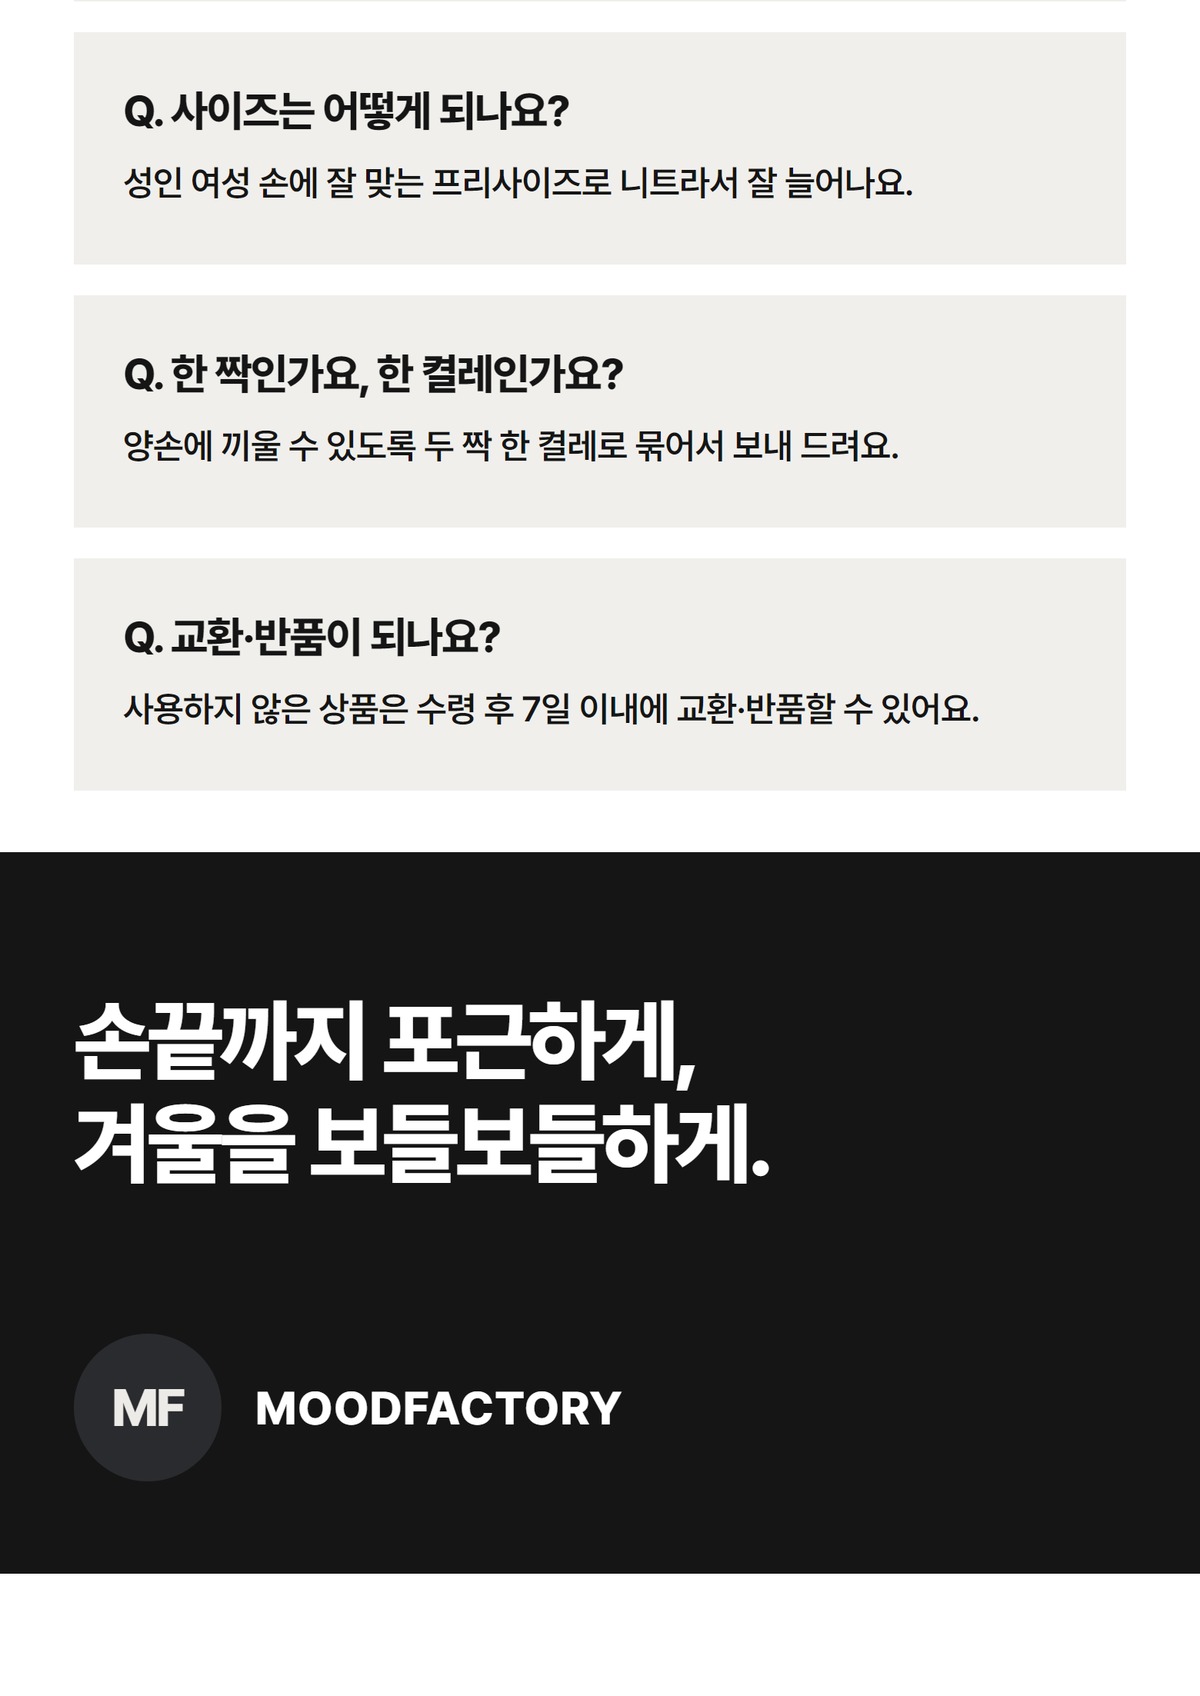 Q. 사이즈는 어떻게 되나요?
성인 여성 손에 잘 맞는 프리사이즈로 니트라서 잘 늘어나요.
Q. 한 짝인가요, 한 켤레인가요?
양손에 끼울 수 있도록 두 짝 한 켤레로 묶어서 보내 드려요.
Q. 교환·반품이 되나요?
사용하지 않은 상품은 수령 후 7일 이내에 교환·반품할 수 있어요.
손끝까지 포근하게,
겨울을 보들보들하게.
MF
MOODFACTORY